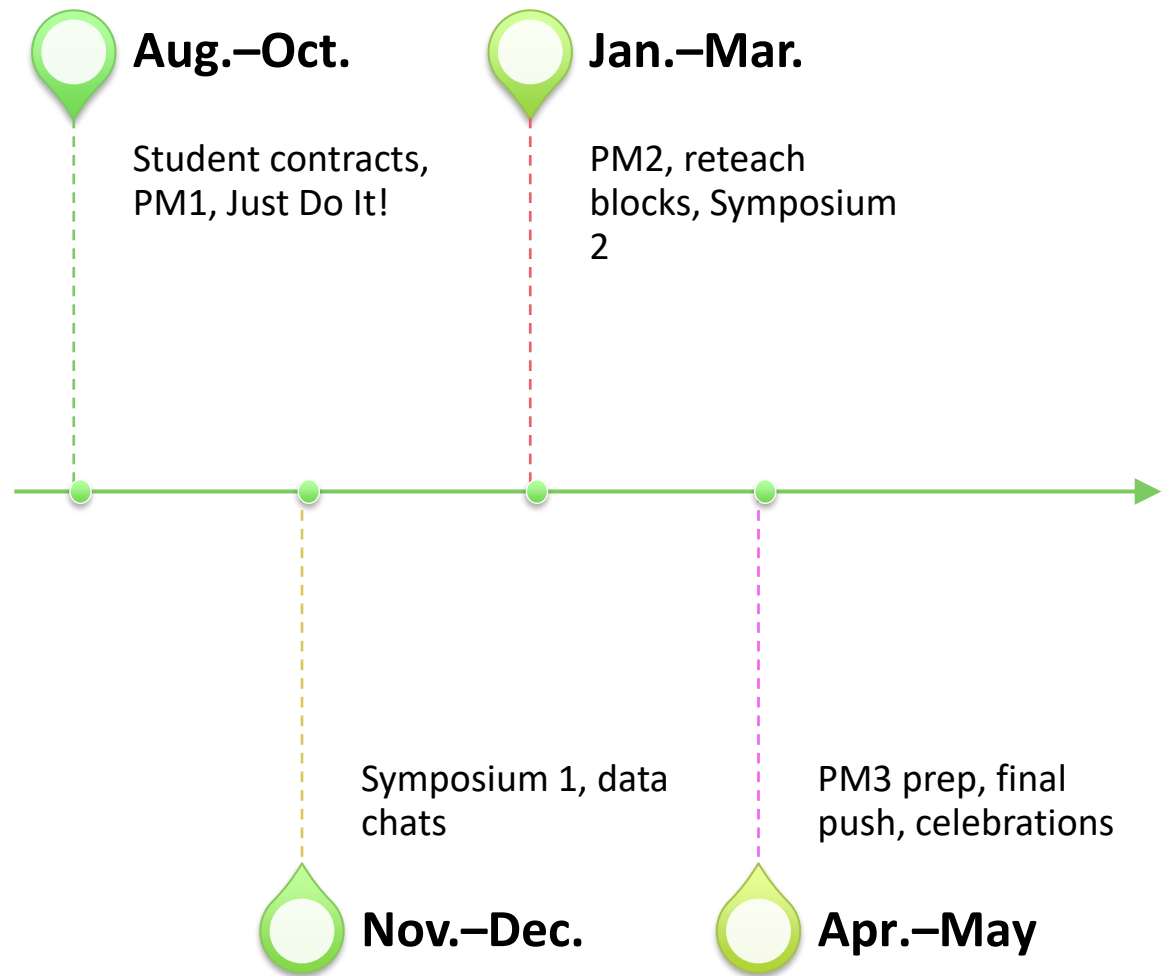 Aug.–Oct.
Student contracts,
PM1, Just Do It!
Jan.–Mar.
PM2, reteach
blocks, Symposium
2
Symposium 1, data
chats
Nov.–Dec.
PM3 prep, final
push, celebrations
Apr.–May